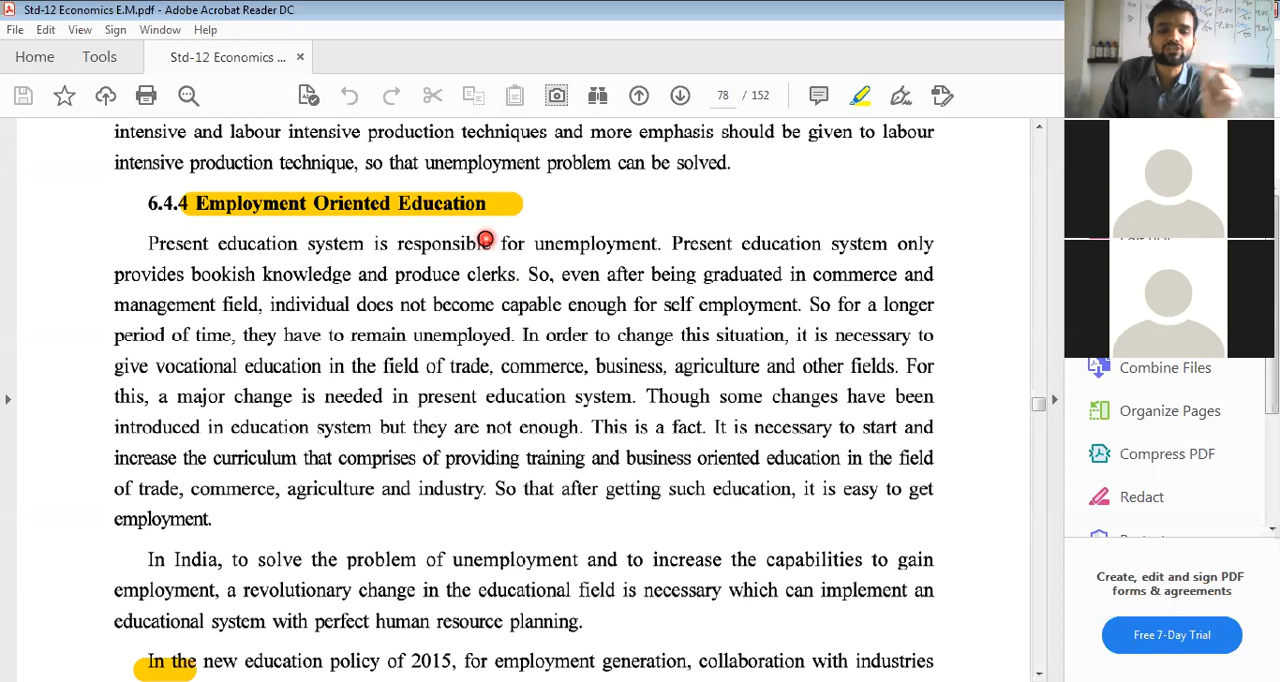 Std-12 Economics E.M.pdf - Adobe Acrobat Reader DC
File Edit View Sign Window Help
Home Tools Std-12 Economics ... ×
78 / 152
intensive and labour intensive production techniques and more emphasis should be given to labour
intensive production technique, so that unemployment problem can be solved.
6.4.4 Employment Oriented Education
Present education system is responsible for unemployment. Present education system only
provides bookish knowledge and produce clerks. So, even after being graduated in commerce and
management field, individual does not become capable enough for self employment. So for a longer
period of time, they have to remain unemployed. In order to change this situation, it is necessary to
give vocational education in the field of trade, commerce, business, agriculture and other fields. For
this, a major change is needed in present education system. Though some changes have been
introduced in education system but they are not enough. This is a fact. It is necessary to start and
increase the curriculum that comprises of providing training and business oriented education in the field
of trade, commerce, agriculture and industry. So that after getting such education, it is easy to get
employment.
In India, to solve the problem of unemployment and to increase the capabilities to gain
employment, a revolutionary change in the educational field is necessary which can implement an
educational system with perfect human resource planning.
In the new education policy of 2015, for employment generation, collaboration with industries
Combine Files
Organize Pages
Compress PDF
Redact
Create, edit and sign PDF
forms & agreements
Free 7-Day Trial